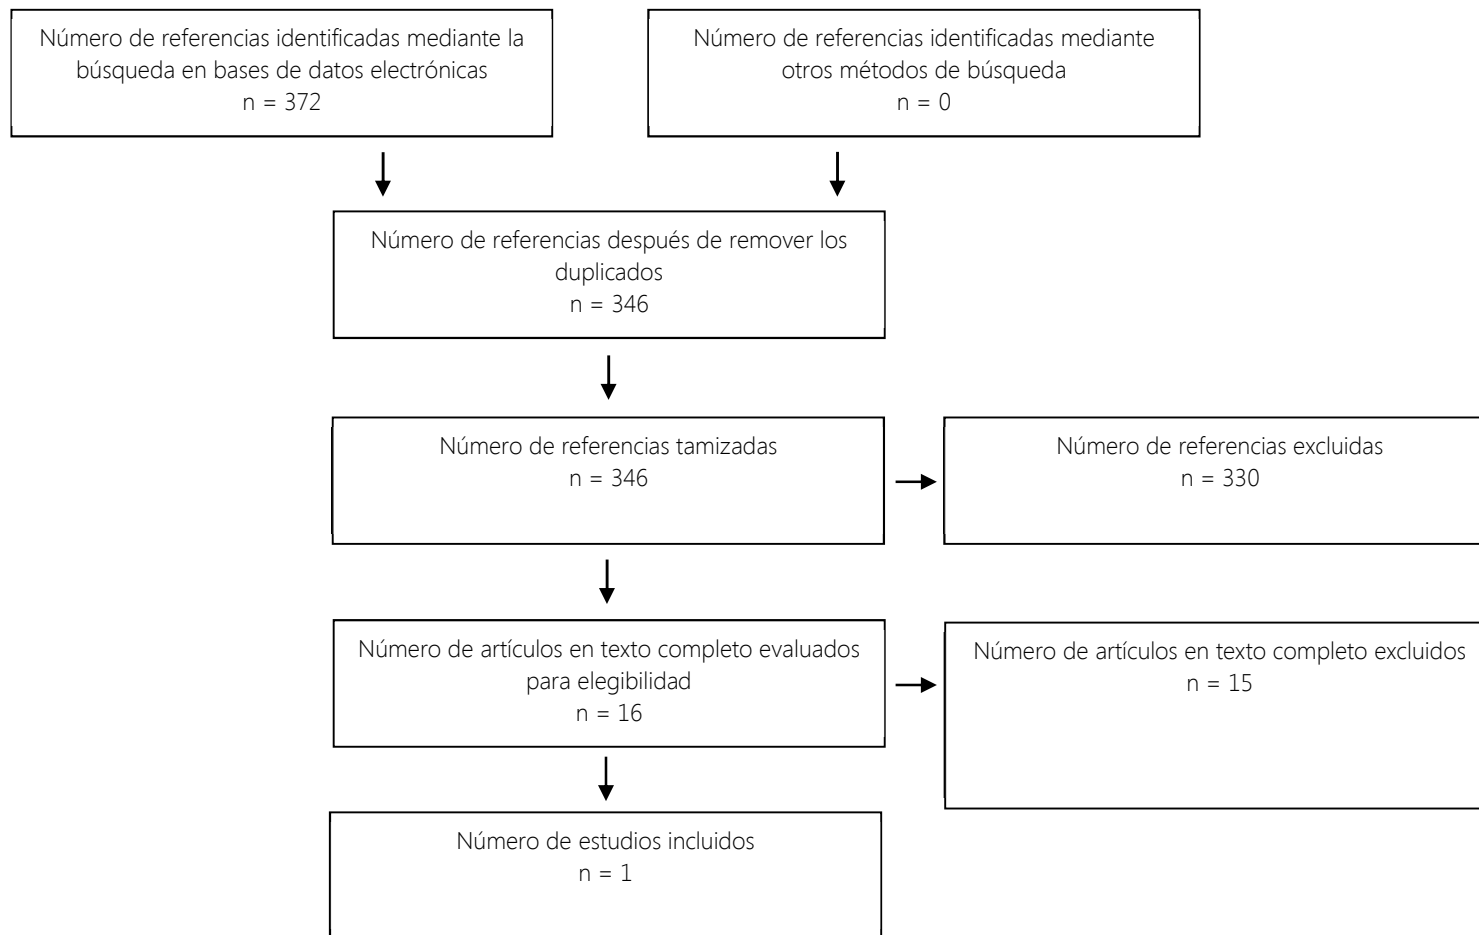 Número de referencias identificadas mediante la
búsqueda en bases de datos electrónicas
n = 372
Número de referencias identificadas mediante
otros métodos de búsqueda
n = 0
Número de referencias después de remover los
duplicados
n = 346
Número de referencias tamizadas
n = 346
Número de referencias excluidas
n = 330
Número de artículos en texto completo evaluados
para elegibilidad
n = 16
Número de artículos en texto completo excluidos
n = 15
Número de estudios incluidos
n = 1